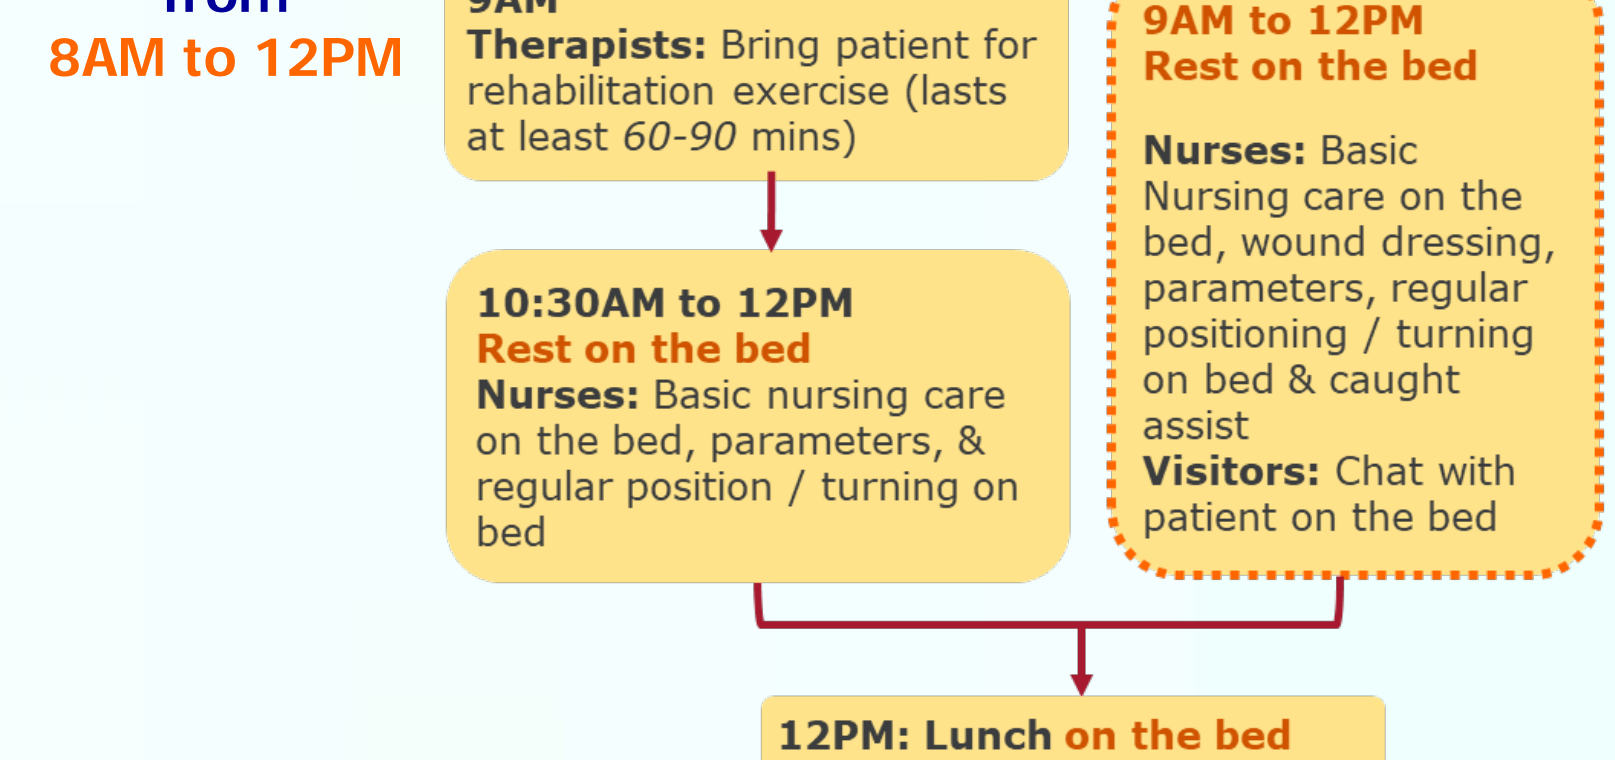 from
8AM to 12PM
9AM
Therapists: Bring patient for
rehabilitation exercise (lasts
at least 60-90 mins)
10:30AM to 12PM
Rest on the bed
Nurses: Basic nursing care
on the bed, parameters, &
regular position / turning on
bed
9AM to 12PM
Rest on the bed
Nurses: Basic
Nursing care on the
bed, wound dressing,
parameters, regular
positioning / turning
on bed & caught
assist
Visitors: Chat with
patient on the bed
12PM: Lunch on the bed